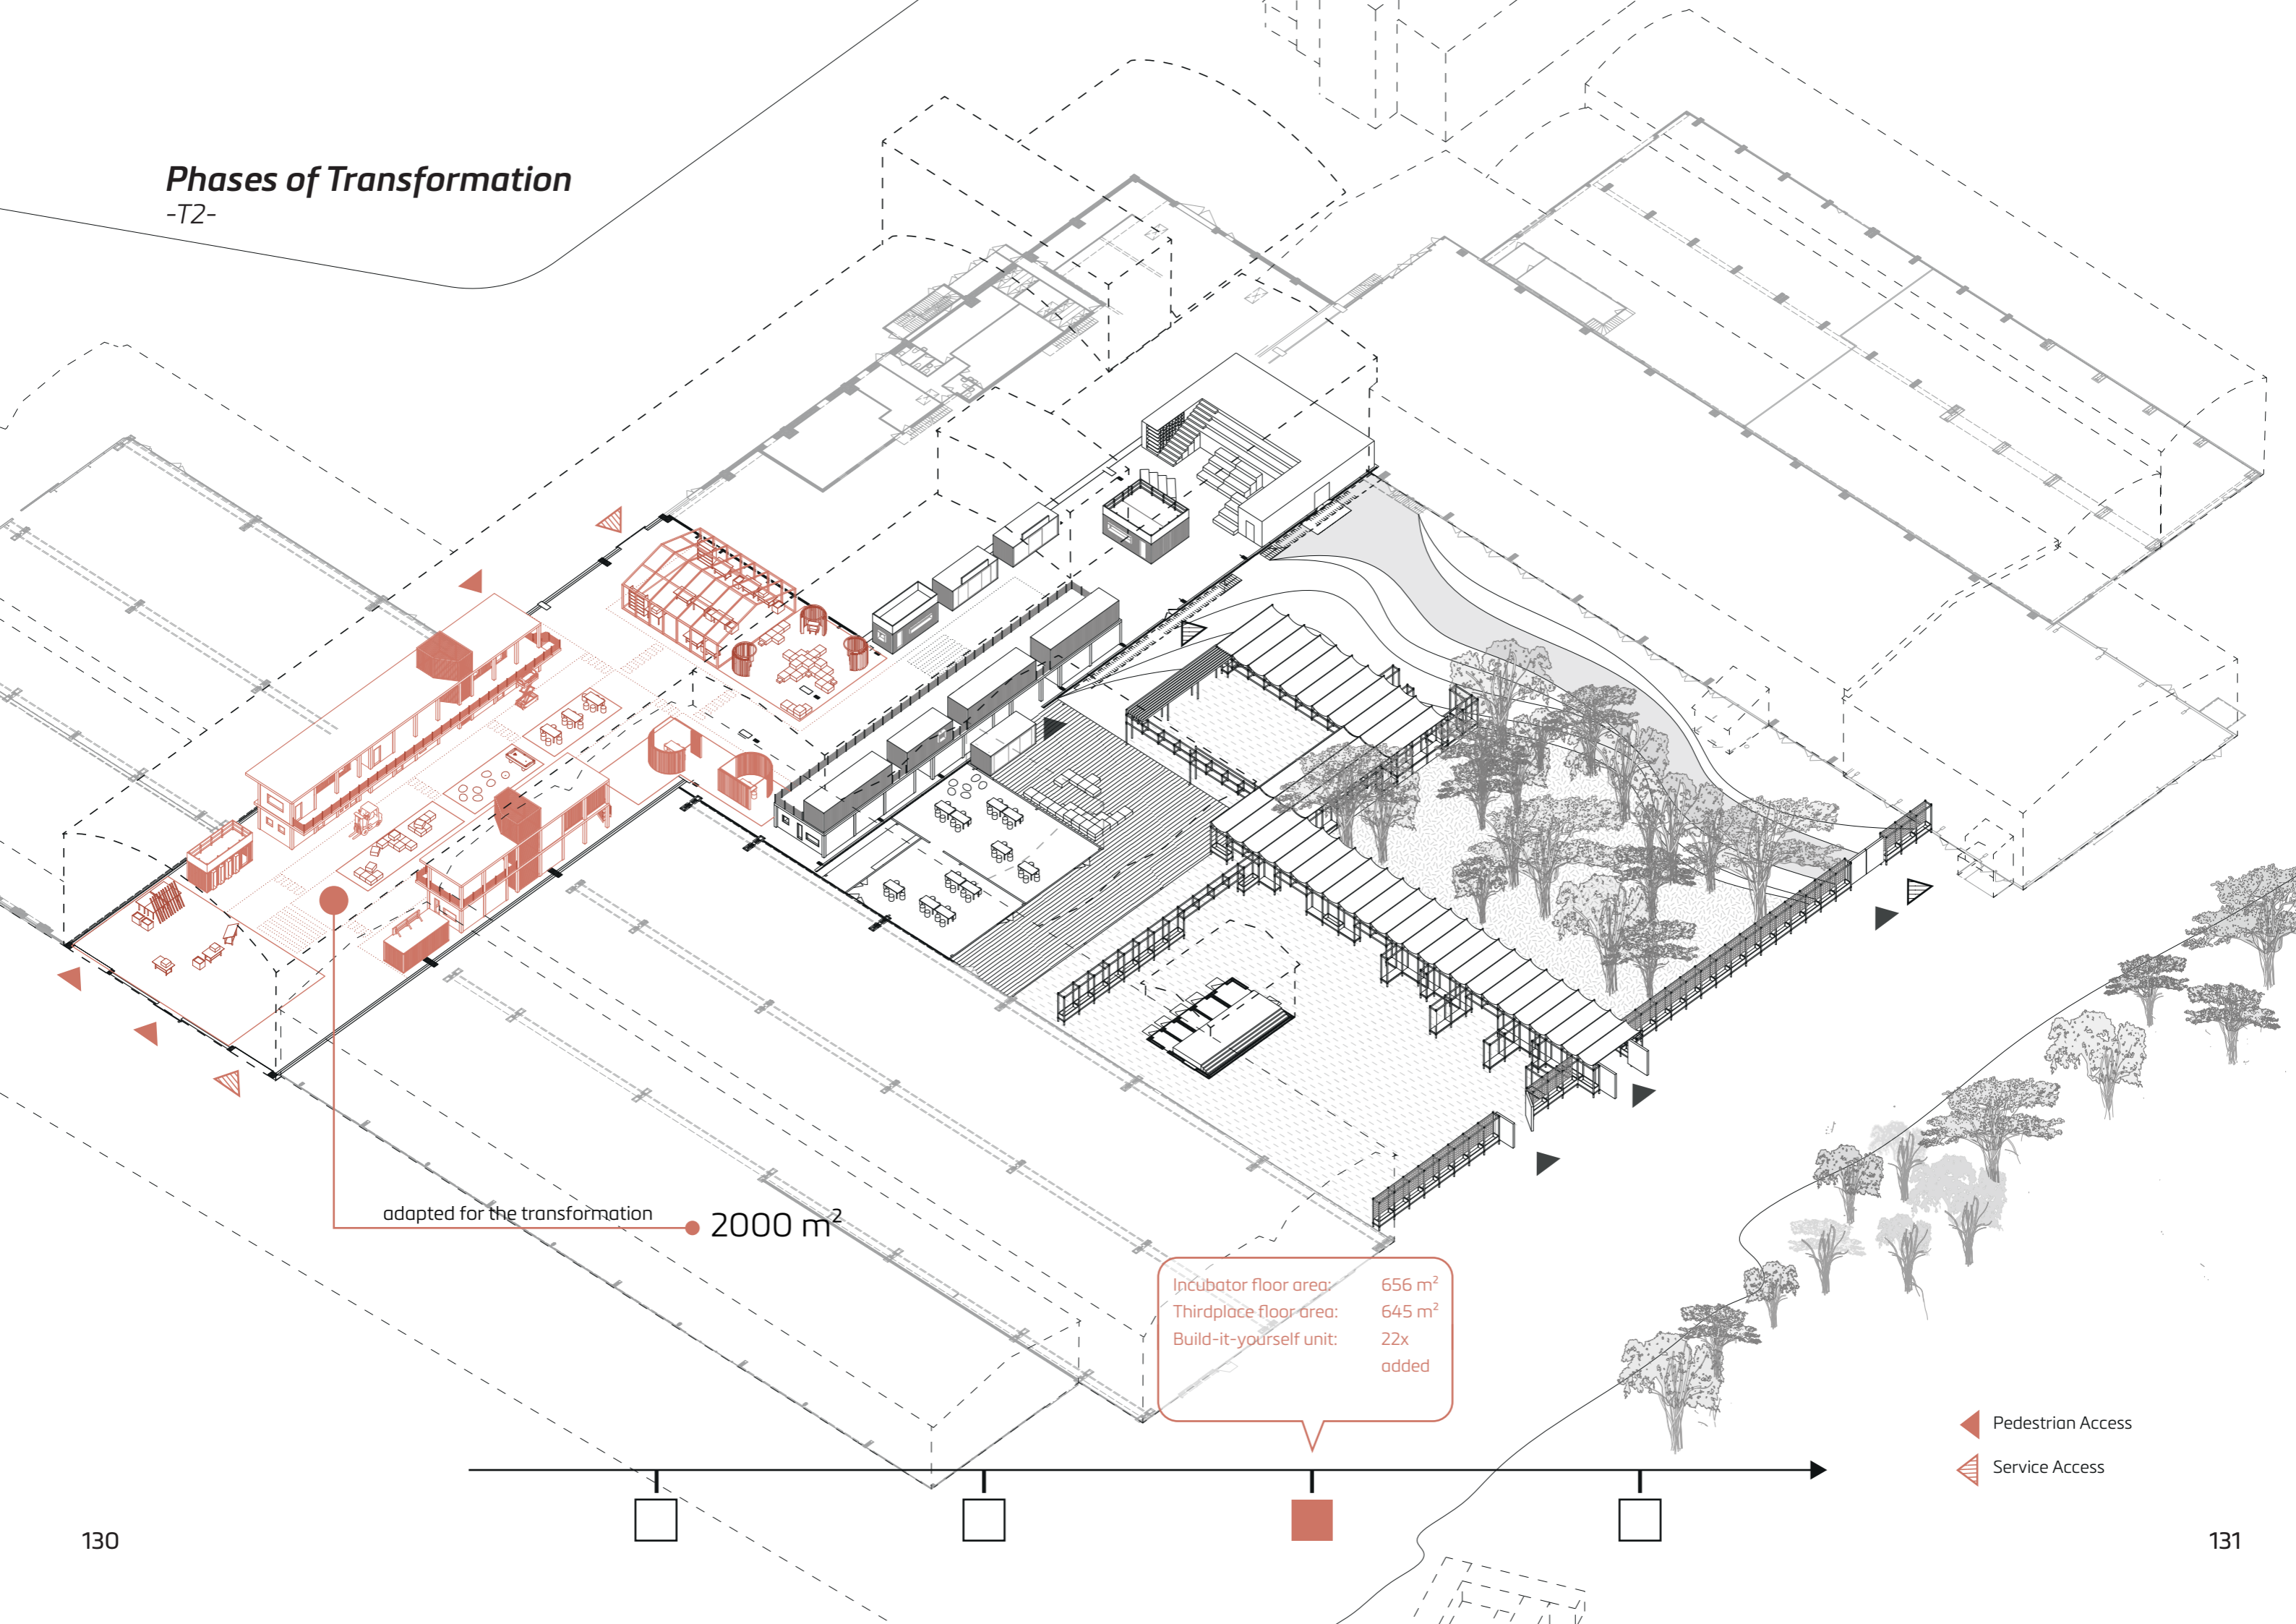 Phases of Transformation
-T2-
adapted for the transformation
2000 m²
Incubator floor area: 656 m²
Thirdplace floor area: 645 m²
Build-it-yourself unit: 22x
added
Pedestrian Access
Service Access
130
131